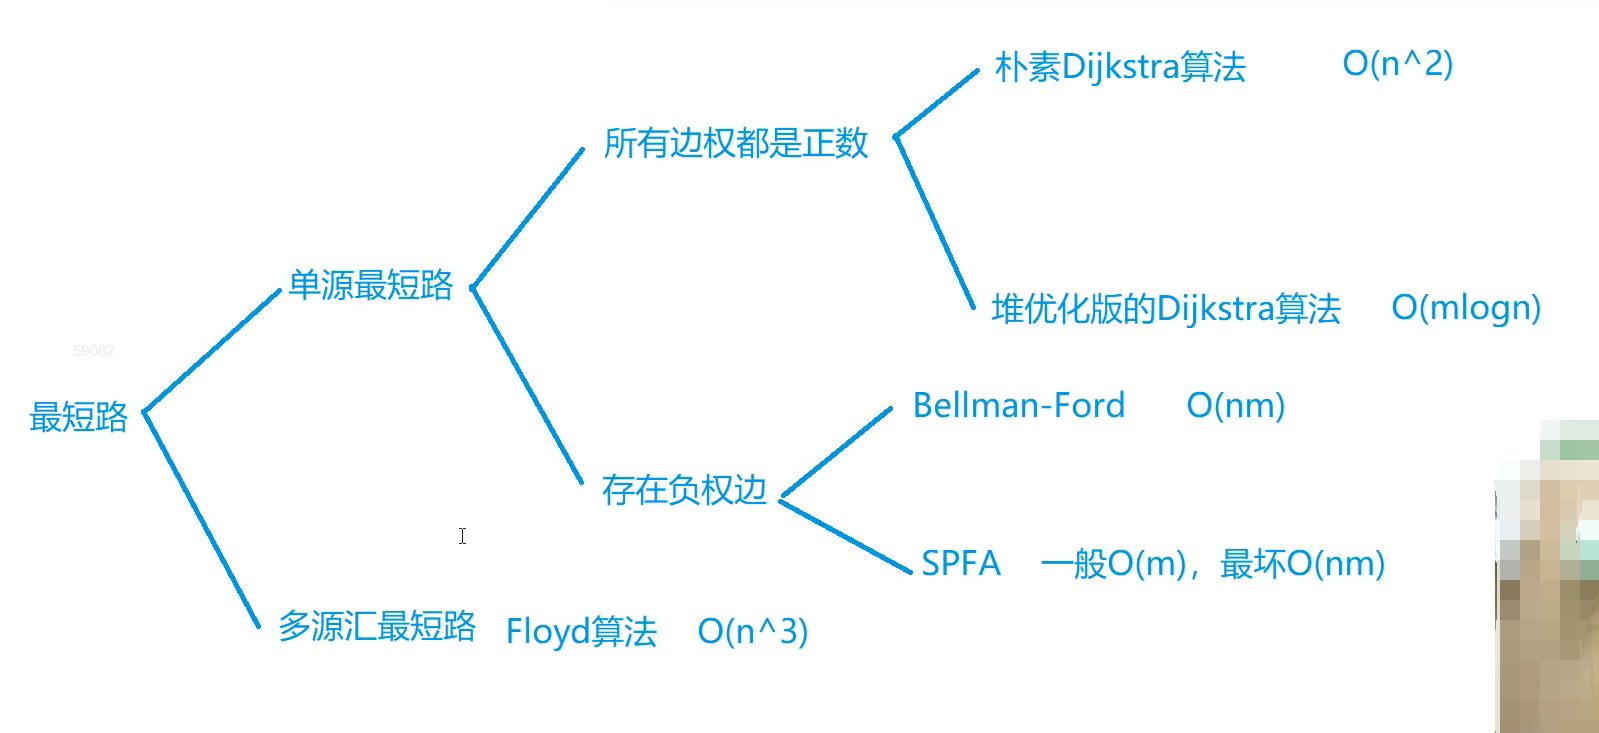 朴素Dijkstra算法 O(n^2)
所有边权都是正数
单源最短路
堆优化版的Dijkstra算法 O(mlogn)
59082
最短路
Bellman-Ford O(nm)
存在负权边
SPFA 一般O(m)，最坏O(nm)
多源汇最短路 Floyd算法 O(n^3)